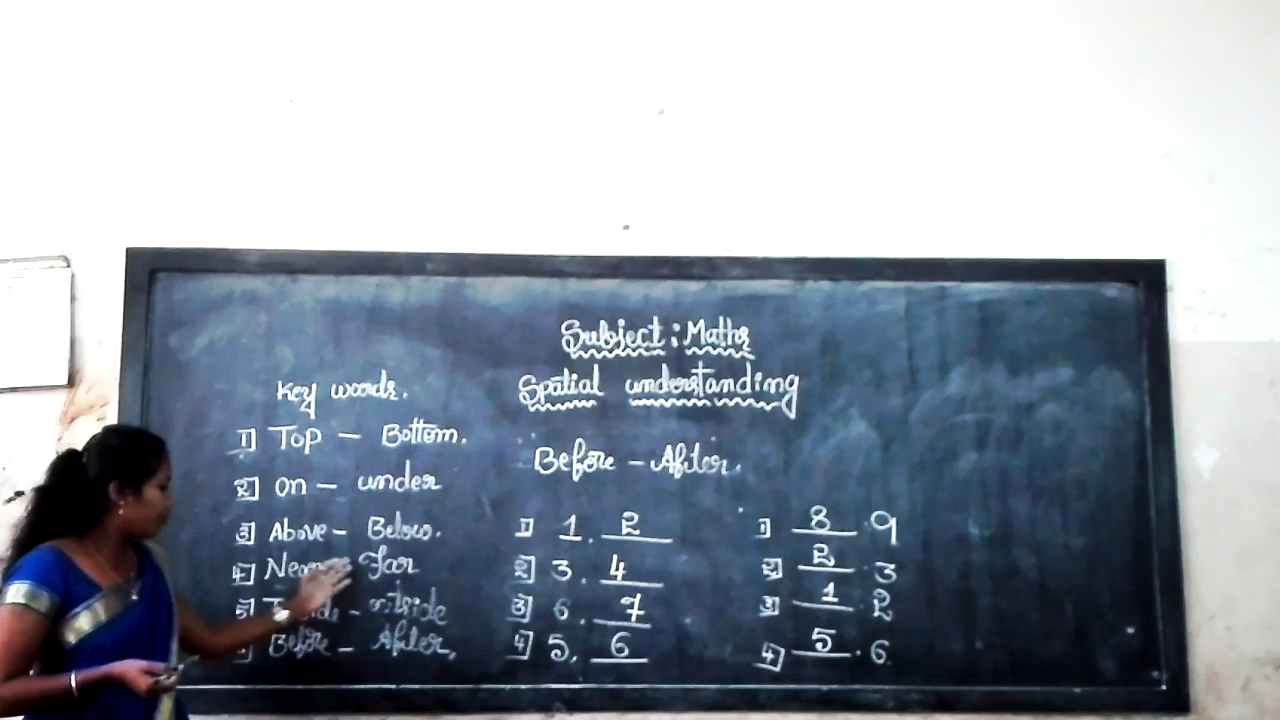 Subject : Maths
Spatial understanding
Key words.
1] Top - Bottom.
2] on - under
3] Above - Below.
4] Far
5] - outside
Before - After,
Before - After.
1] 1. 2
2] 3. 4
3] 6. 7
4] 5. 6
1] 8 . 9
2] 2 . 3
3] 1 . 2
4] 5 . 6